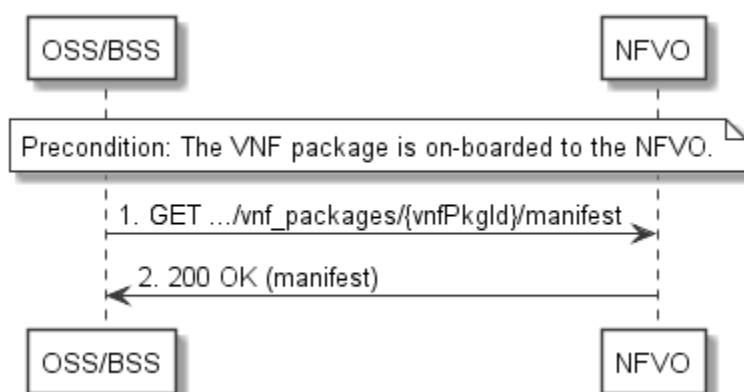 OSS/BSS NFVO
Precondition: The VNF package is on-boarded to the NFVO.
1. GET .../vnf_packages/{vnfPkgId}/manifest
2. 200 OK (manifest)
OSS/BSS NFVO